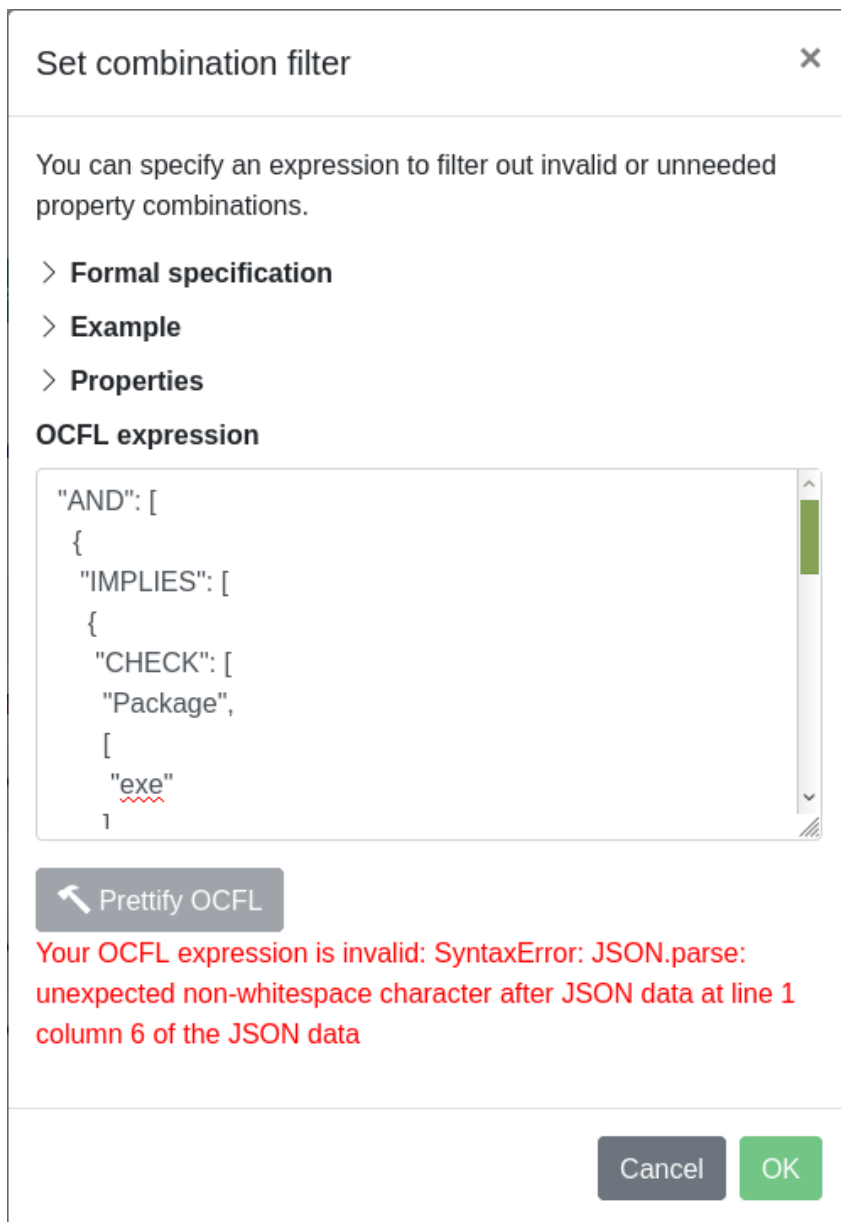 Set combination filter ×
You can specify an expression to filter out invalid or unneeded
property combinations.
Formal specification
Example
Properties
OCFL expression
"AND": [
{
"IMPLIES": [
{
"CHECK": [
"Package",
[
"exe"
]
Prettify OCFL
Your OCFL expression is invalid: SyntaxError: JSON.parse:
unexpected non-whitespace character after JSON data at line 1
column 6 of the JSON data
Cancel OK